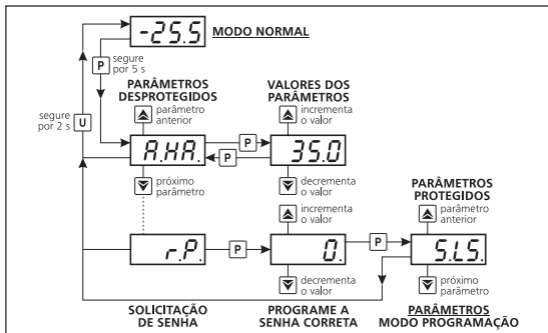 -25.5 MODO NORMAL
P segure
por 5 s
segure
por 2 s U
PARÂMETROS
DESPROTEGIDOS
VALORES DOS
PARÂMETROS
parâmetro
anterior
incrementa
o valor
A.HA. P P 35.0
próximo
parâmetro
decrementa
o valor
PARÂMETROS
PROTEGIDOS
incrementa
o valor
parâmetro
anterior
r.P. P 0. P S.L.S.
decrementa
o valor
próximo
parâmetro
SOLICITAÇÃO
DE SENHA
PROGRAME A
SENHA CORRETA
PARÂMETROS
MODO PROGRAMAÇÃO